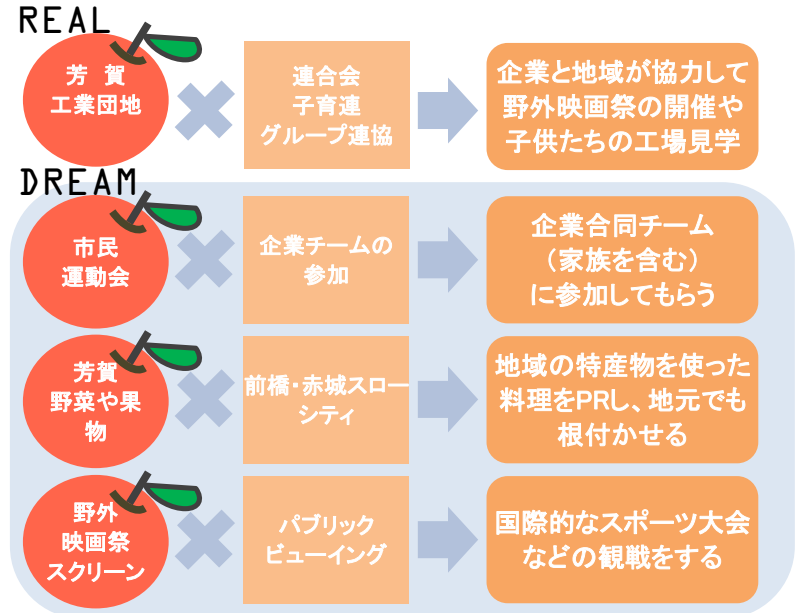 REAL
芳 賀
工業団地
連合会
子育連
グループ連協
企業と地域が協力して
野外映画祭の開催や
子供たちの工場見学
DREAM
市民
運動会
企業チームの
参加
企業合同チーム
（家族を含む）
に参加してもらう
芳賀
野菜や果
物
前橋・赤城スロー
シティ
地域の特産物を使った
料理をPRし、地元でも
根付かせる
野外
映画祭
スクリーン
パブリック
ビューイング
国際的なスポーツ大会
などの観戦をする